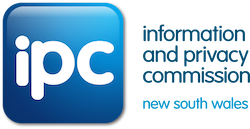 ipc
information
and privacy
commission
new south wales